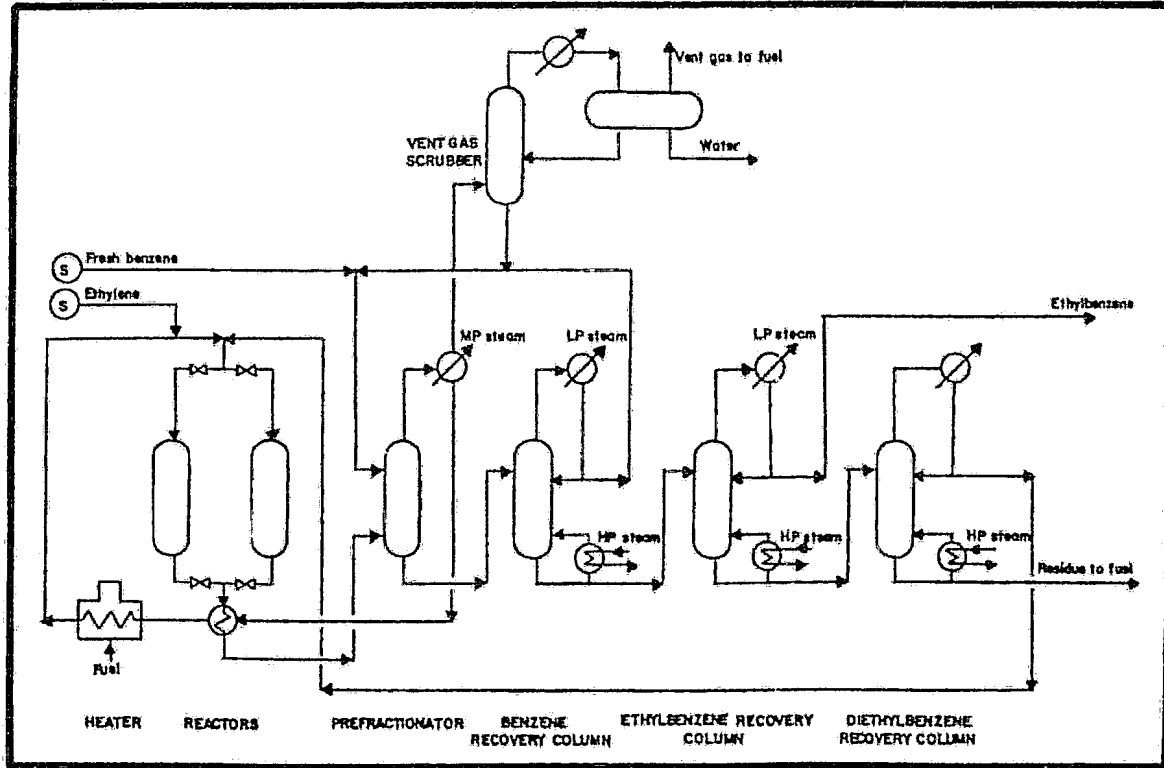 Vent gas to fuel
VENT GAS
SCRUBBER
Water
S
Fresh benzene
S
Ethylene
Ethylbenzene
MP steam
LP steam
LP steam
HP steam
HP steam
HP steam
Residue to fuel
Fuel
HEATER
REACTORS
PREFRACTIONATOR
BENZENE
RECOVERY COLUMN
ETHYLBENZENE RECOVERY
COLUMN
DIETHYLBENZENE
RECOVERY COLUMN